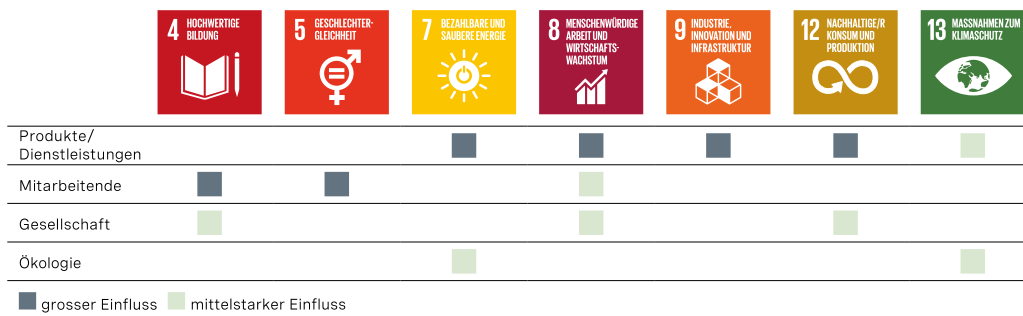 4 HOCHWERTIGE
BILDUNG
5 GESCHLECHTER-
GLEICHHEIT
7 BEZAHLBARE UND
SAUBERE ENERGIE
8 MENSCHENWÜRDIGE
ARBEIT UND
WIRTSCHAFTS-
WACHSTUM
9 INDUSTRIE,
INNOVATION UND
INFRASTRUKTUR
12 NACHHALTIGE/R
KONSUM UND
PRODUKTION
13 MASSNAHMEN ZUM
KLIMASCHUTZ
Produkte/
Dienstleistungen
Mitarbeitende
Gesellschaft
Ökologie
grosser Einfluss mittelstarker Einfluss